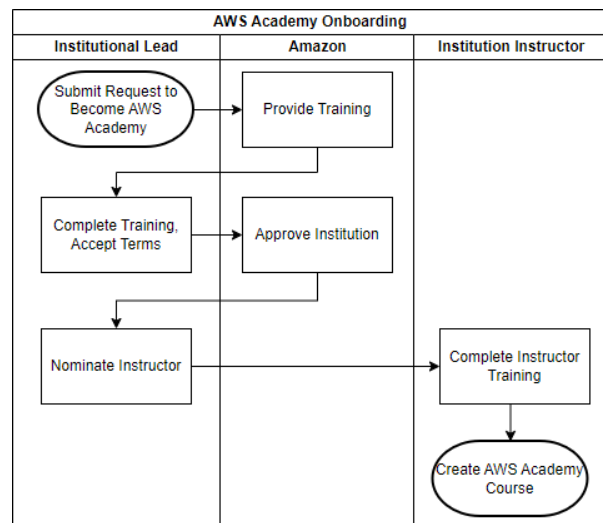 AWS Academy Onboarding
Institutional Lead
Amazon
Institution Instructor
Submit Request to
Become AWS
Academy
Provide Training
Complete Training,
Accept Terms
Approve Institution
Nominate Instructor
Complete Instructor
Training
Create AWS Academy
Course